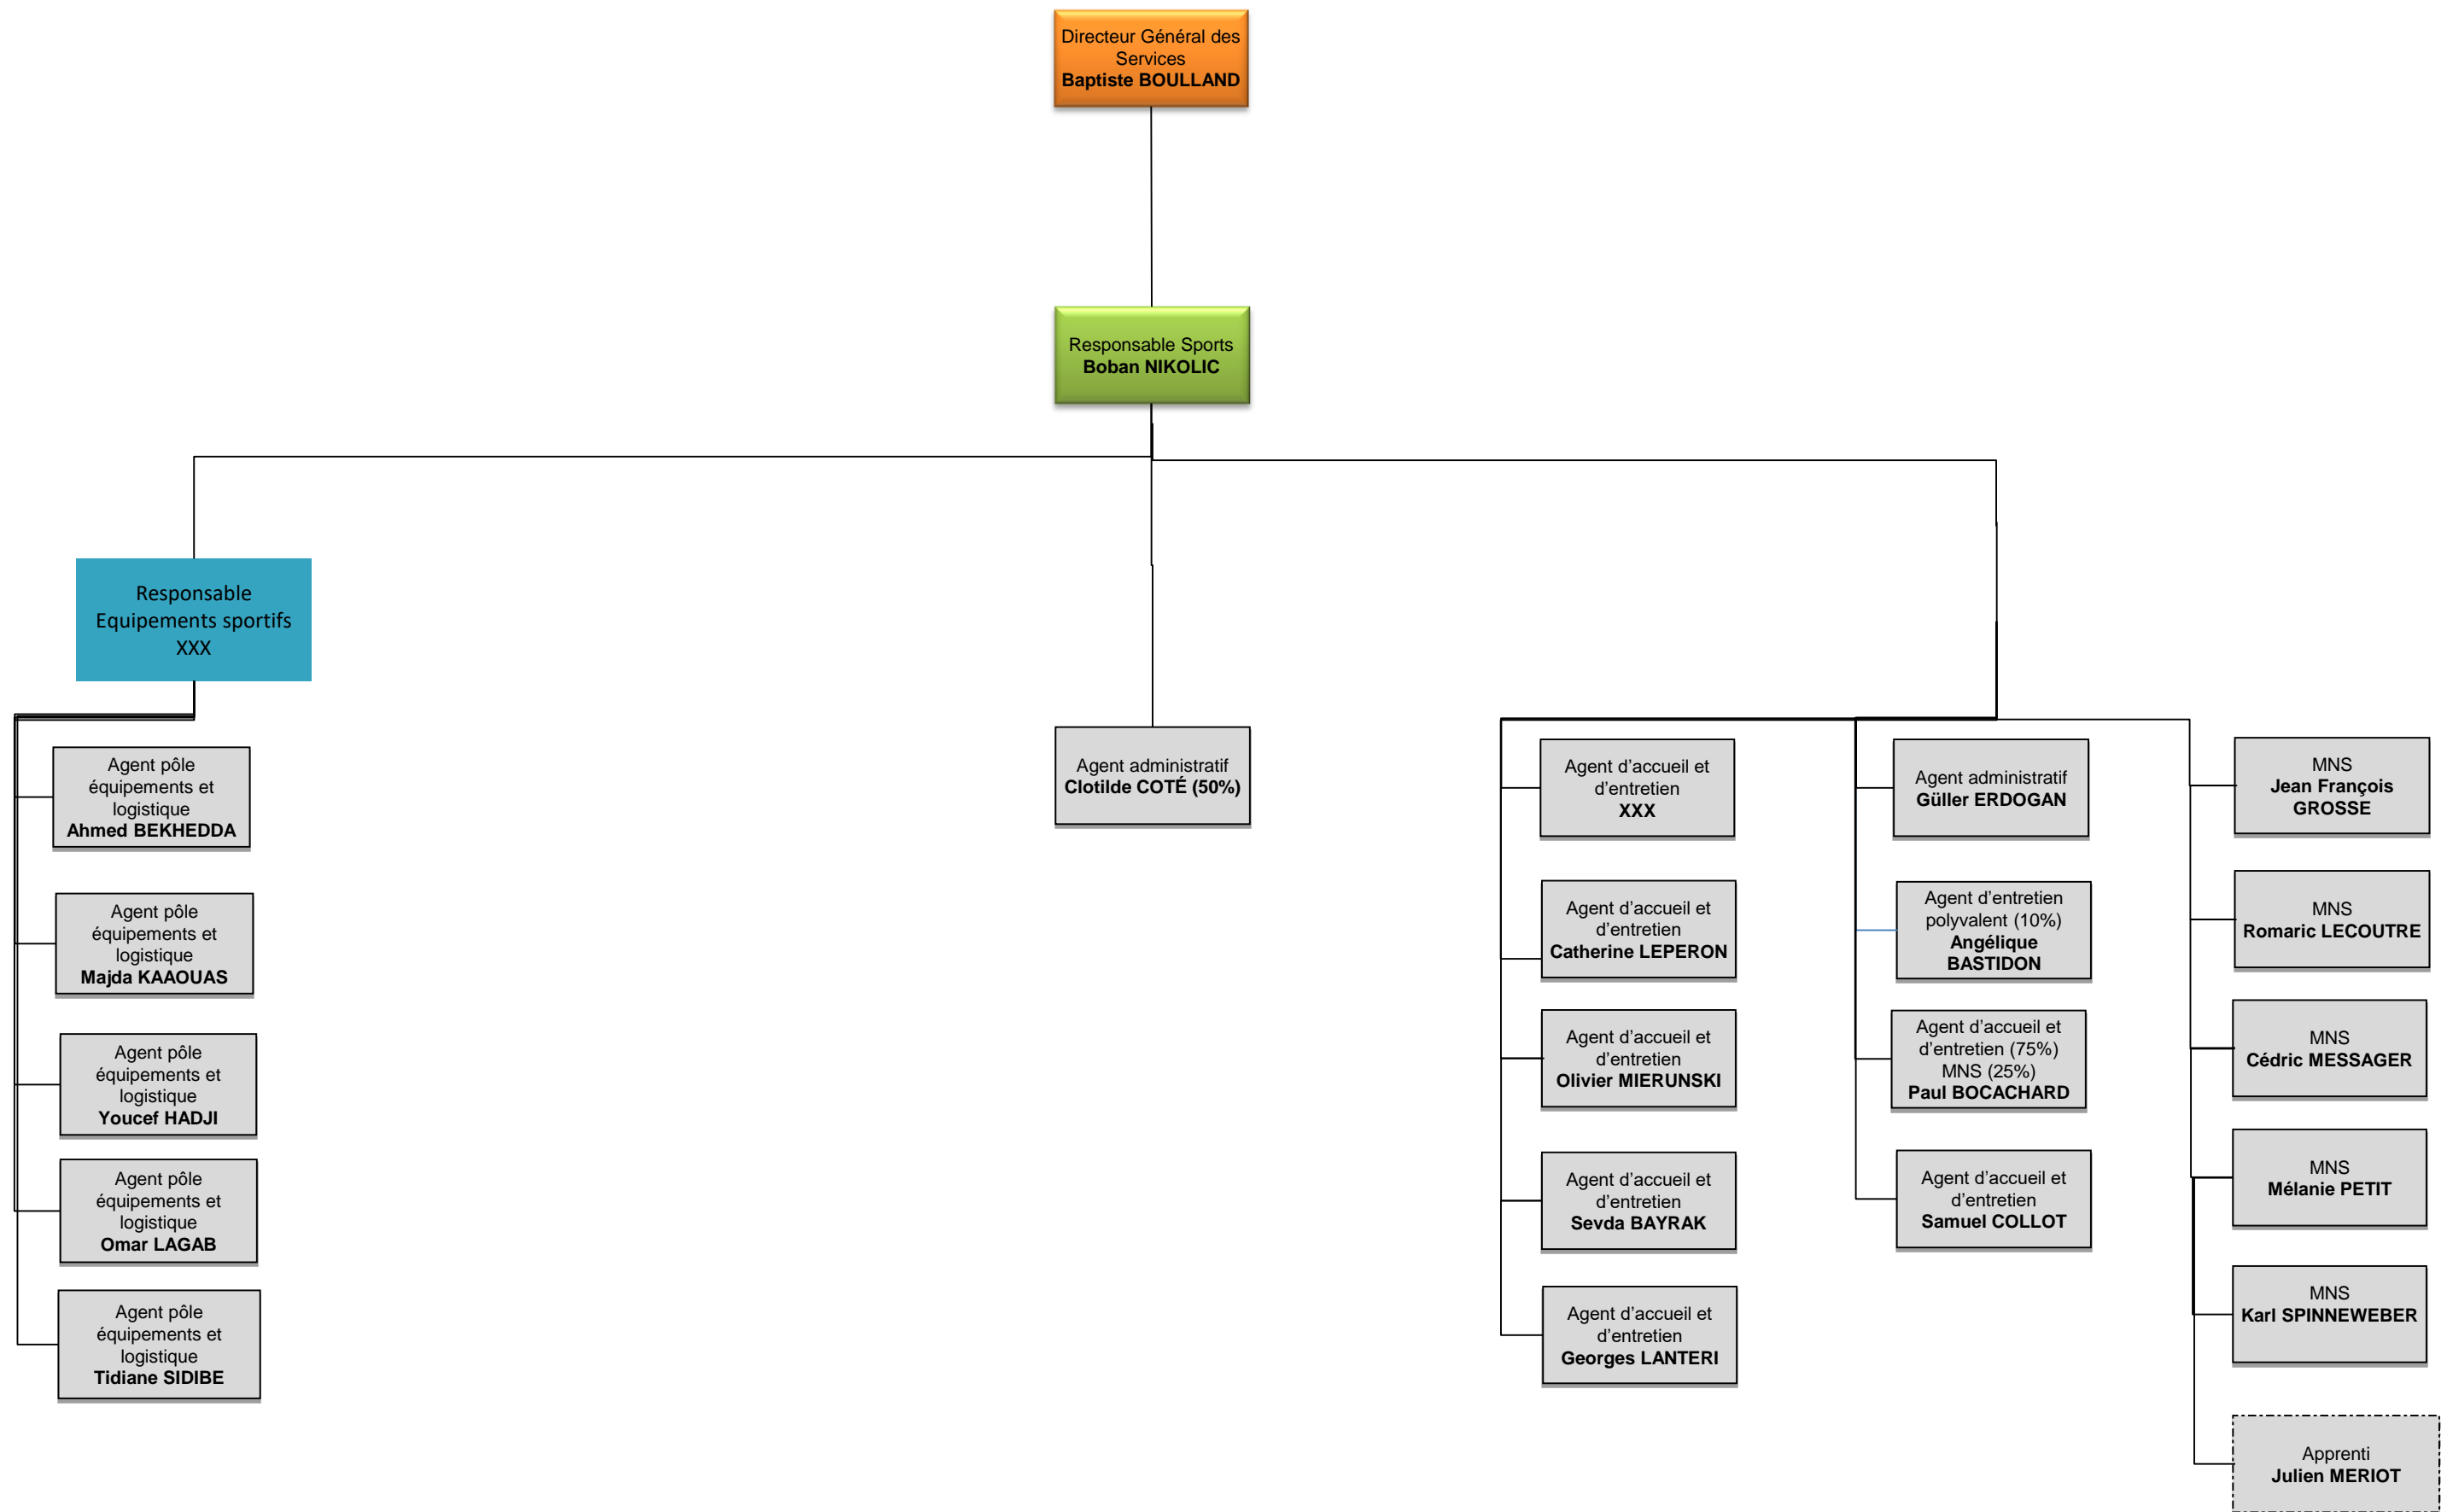 Directeur Général des
Services
Baptiste BOULLAND
Responsable Sports
Boban NIKOLIC
Responsable
Equipements sportifs
XXX
Agent pôle
équipements et
logistique
Ahmed BEKHEDDA
Agent pôle
équipements et
logistique
Majda KAAOUAS
Agent pôle
équipements et
logistique
Youcef HADJI
Agent pôle
équipements et
logistique
Omar LAGAB
Agent pôle
équipements et
logistique
Tidiane SIDIBE
Agent administratif
Clotilde COTÉ (50%)
Agent d’accueil et
d’entretien
XXX
Agent d’accueil et
d’entretien
Catherine LEPERON
Agent d’accueil et
d’entretien
Olivier MIERUNSKI
Agent d’accueil et
d’entretien
Sevda BAYRAK
Agent d’accueil et
d’entretien
Georges LANTERI
Agent administratif
Güller ERDOGAN
Agent d’entretien
polyvalent (10%)
Angélique
BASTIDON
Agent d’accueil et
d’entretien (75%)
MNS (25%)
Paul BOCACHARD
Agent d’accueil et
d’entretien
Samuel COLLOT
MNS
Jean François
GROSSE
MNS
Romaric LECOUTRE
MNS
Cédric MESSAGER
MNS
Mélanie PETIT
MNS
Karl SPINNEWEBER
Apprenti
Julien MERIOT